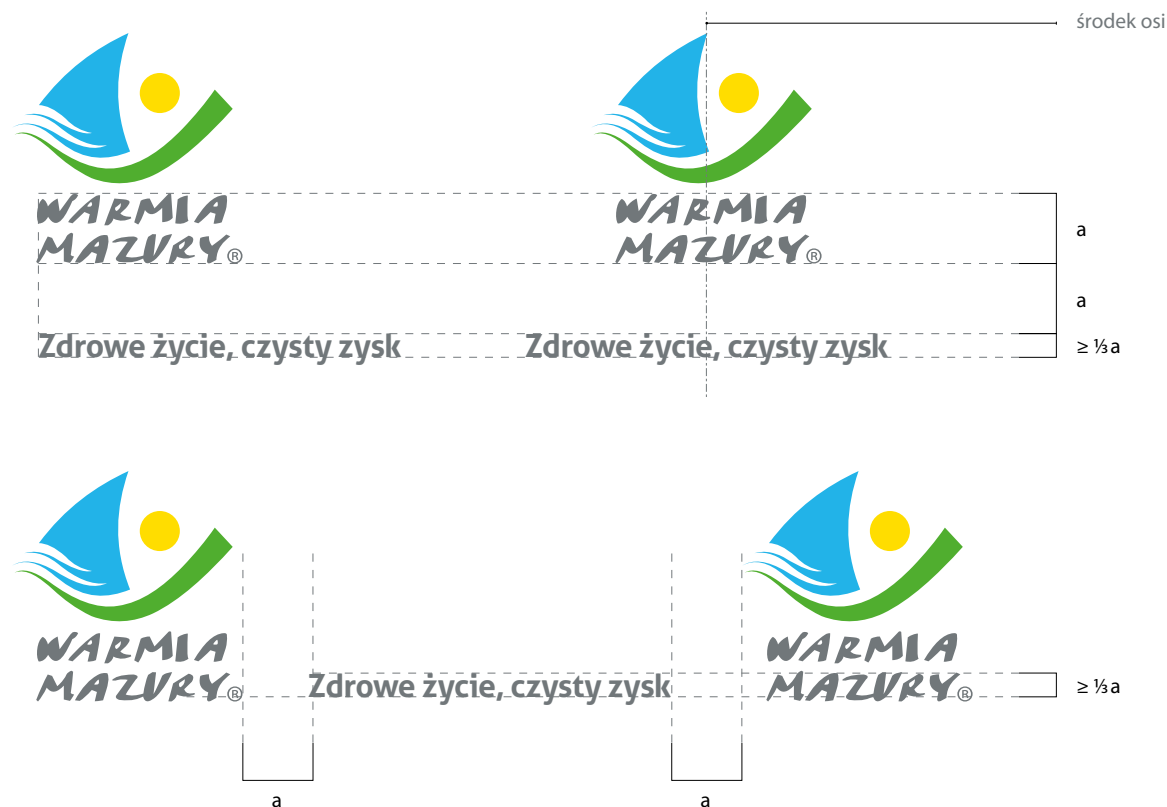 środek osi
WARMIA
MAZURY®
WARMIA
MAZURY®
a
a
Zdrowe życie, czysty zysk
Zdrowe życie, czysty zysk
≥ ⅓ a
WARMIA
MAZURY®
Zdrowe życie, czysty zysk
WARMIA
MAZURY®
≥ ⅓ a
a
a